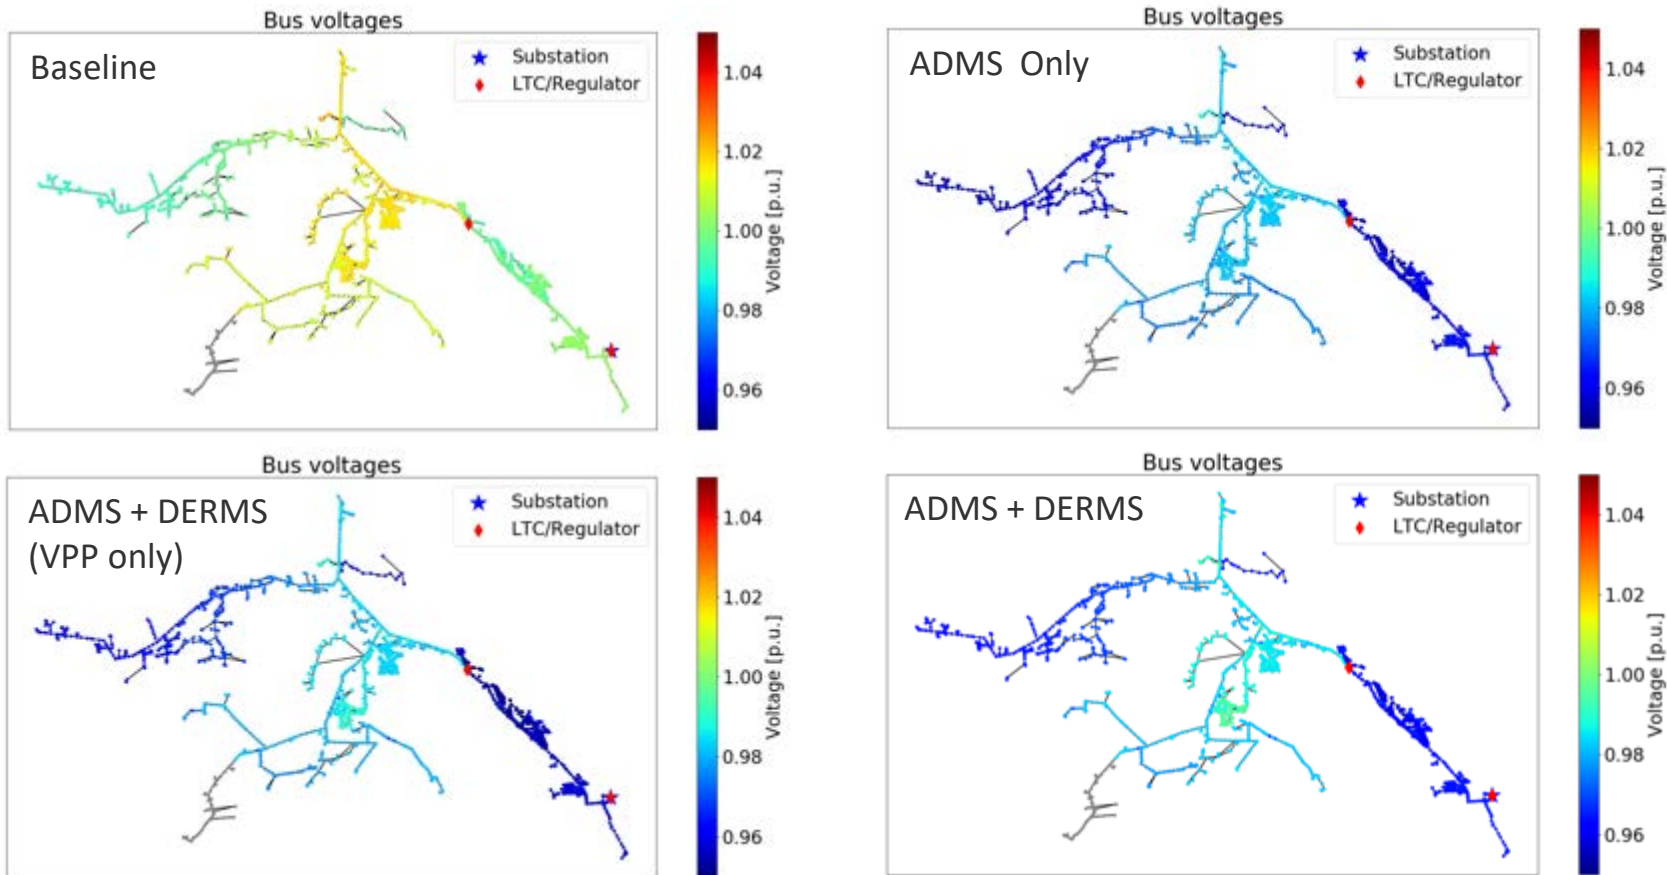 Bus voltages
Baseline
Substation
LTC/Regulator
1.04
1.02
1.00
0.98
0.96
Voltage [p.u.]
Bus voltages
ADMS Only
Substation
LTC/Regulator
1.04
1.02
1.00
0.98
0.96
Voltage [p.u.]
Bus voltages
ADMS + DERMS
(VPP only)
Substation
LTC/Regulator
1.04
1.02
1.00
0.98
0.96
Voltage [p.u.]
Bus voltages
ADMS + DERMS
Substation
LTC/Regulator
1.04
1.02
1.00
0.98
0.96
Voltage [p.u.]